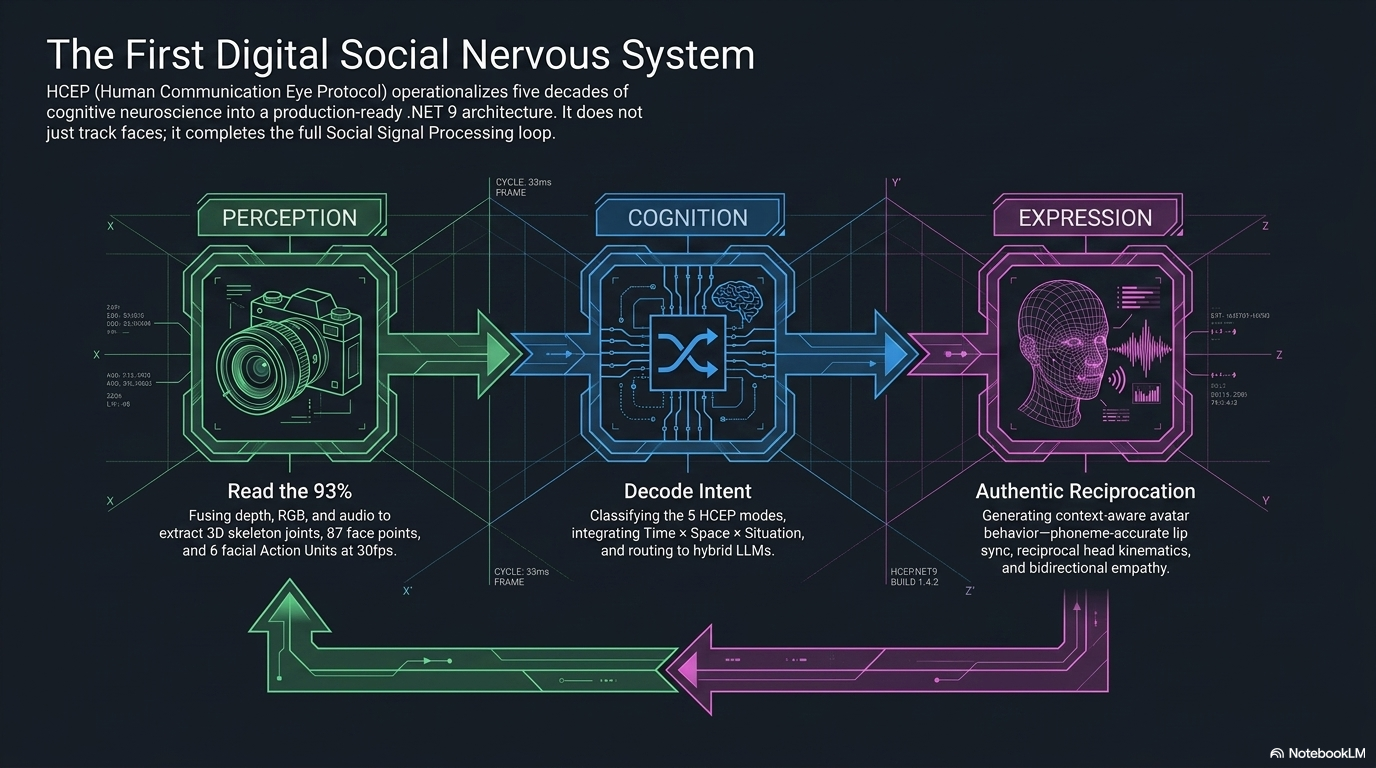 The First Digital Social Nervous System
HCEP (Human Communication Eye Protocol) operationalizes five decades of
cognitive neuroscience into a production-ready .NET 9 architecture. It does not
just track faces; it completes the full Social Signal Processing loop.
CYCLE. 33ms
FRAME
Y'
PERCEPTION
COGNITION
EXPRESSION
X
Z
X
Z
X
Y
Read the 93%
Fusing depth, RGB, and audio to
extract 3D skeleton joints, 87 face points,
and 6 facial Action Units at 30fps.
Decode Intent
Classifying the 5 HCEP modes,
integrating Time × Space × Situation,
and routing to hybrid LLMs.
Authentic Reciprocation
Generating context-aware avatar
behavior—phoneme-accurate lip
sync, reciprocal head kinematics,
and bidirectional empathy.
X'
CYCLE: 33ms
FRAME
HCEP.NET9
BUILD 1.4.2
Z'
NotebookLM